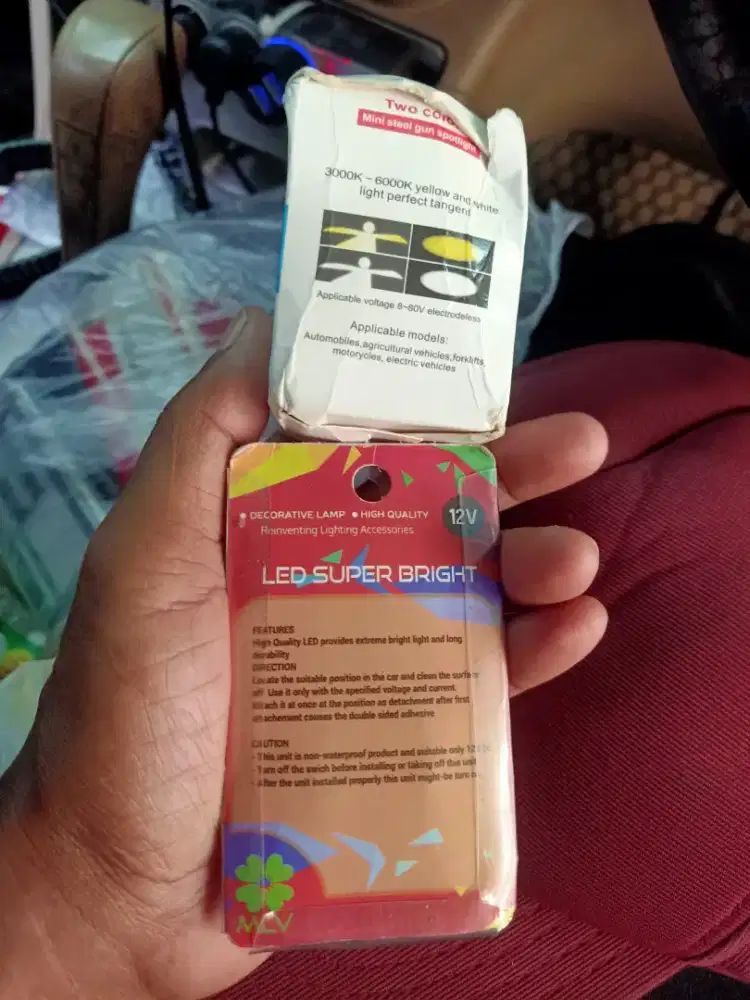 Two
Mini steel gun spotlight
3000K ~ 6000K yellow and white
light perfect tangent
Applicable voltage 6~80V electrodeless
Applicable models:
Automobiles,agricultural vehicles,forklifts,
motorycles, electric vehicles
• DECORATIVE LAMP • HIGH QUALITY
12V
Reinventing Lighting Accessories
LED SUPER BRIGHT
FEATURES
High Quality LED provides extreme bright light and long
durability
DIRECTION
Locate the suitable position in the car and clean the surface
off Use it only with the specified voltage and current.
Attach it at once at the position as detachment after first
attachement causes the double sided adhesive
CAUTION
- This unit is non-waterproof product and suitable only
- Turn off the swich before installing or taking off this unit
- After the unit installed properly this unit might-be turn
MLV